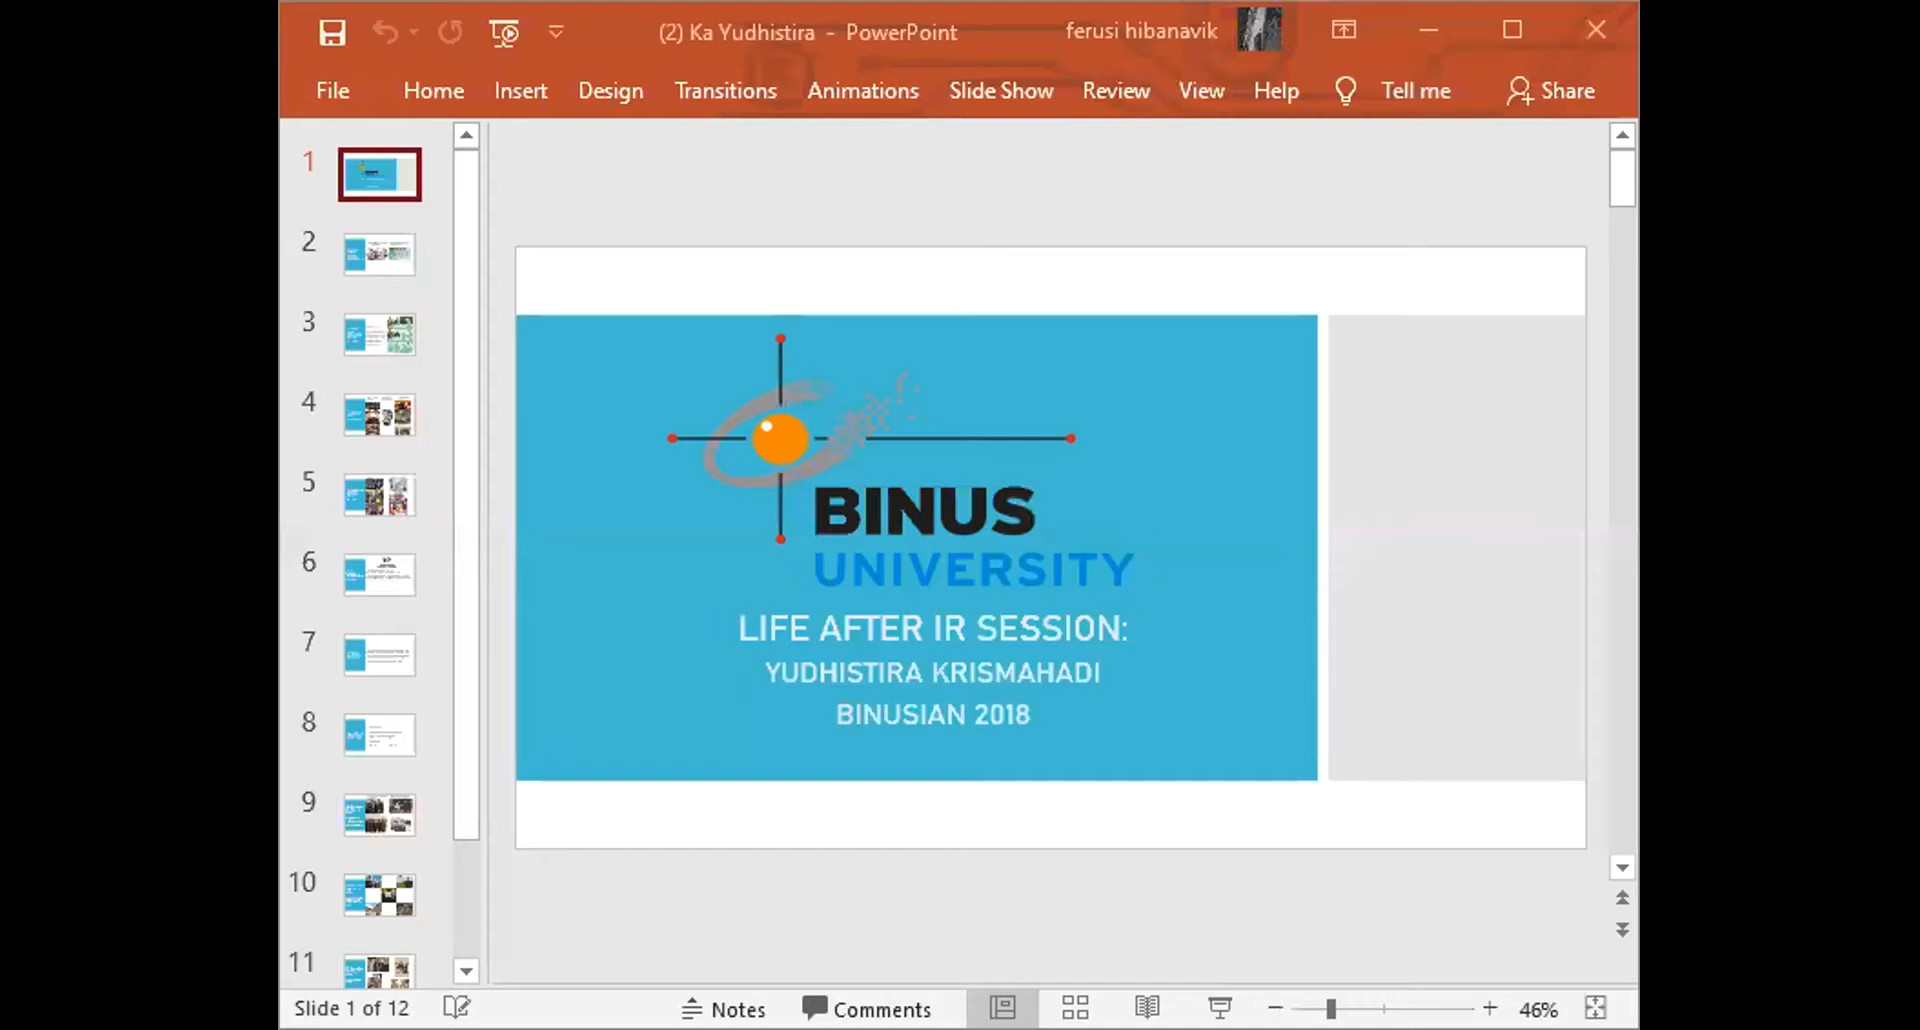 (2) Ka Yudhistira - PowerPoint
ferusi hibanavik
File Home Insert Design Transitions Animations Slide Show Review View Help Tell me Share
1
2
3
4
5
6
7
8
9
10
11
BINUS
UNIVERSITY
LIFE AFTER IR SESSION:
YUDHISTIRA KRISMAHADI
BINUSIAN 2018
Slide 1 of 12 Notes Comments 46%